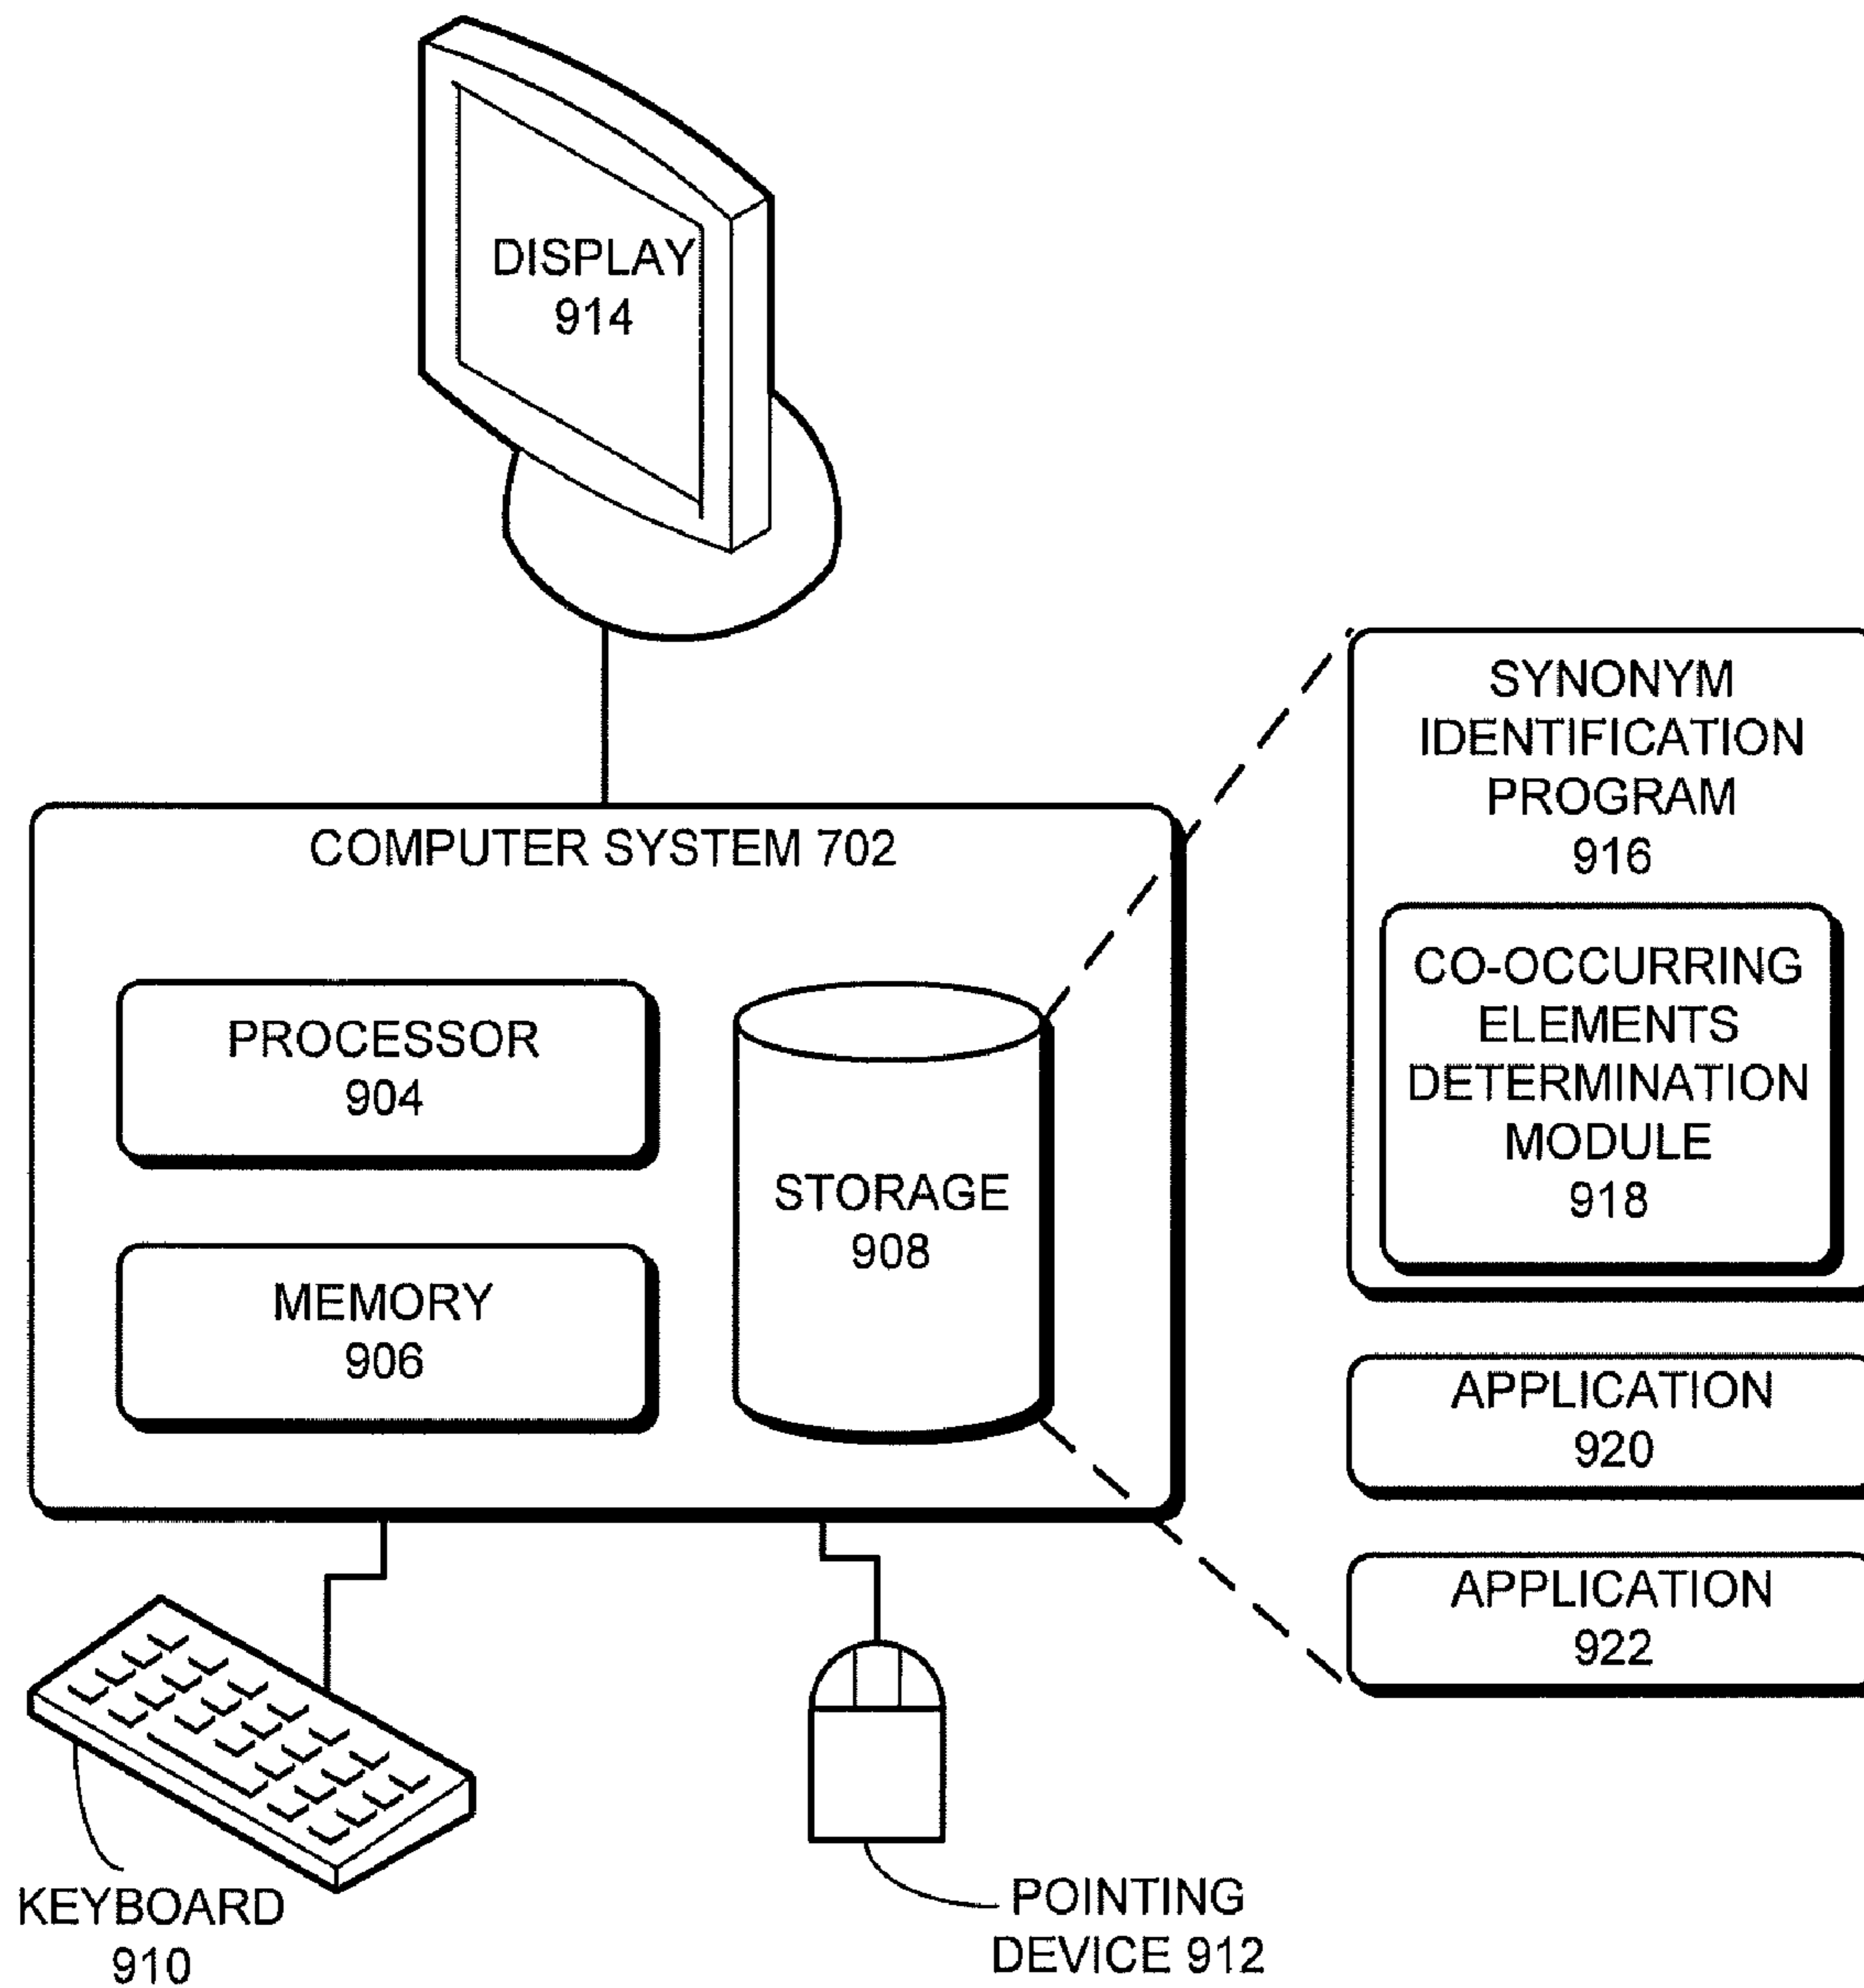 DISPLAY
914
COMPUTER SYSTEM 702
PROCESSOR
904
MEMORY
906
STORAGE
908
SYNONYM
IDENTIFICATION
PROGRAM
916
CO-OCCURRING
ELEMENTS
DETERMINATION
MODULE
918
APPLICATION
920
APPLICATION
922
KEYBOARD
910
POINTING
DEVICE 912